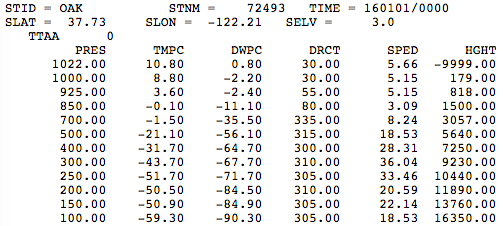 STID = OAK STNM = 72493 TIME = 160101/0000
SLAT = 37.73 SLON = -122.21 SELV = 3.0
TTAA 0
PRES TMPC DWPC DRCT SPED HGHT
1022.00 10.80 0.80 30.00 5.66 -9999.00
1000.00 8.80 -2.20 30.00 5.15 179.00
925.00 3.60 -2.40 55.00 5.15 818.00
850.00 -0.10 -11.10 80.00 3.09 1500.00
700.00 -1.50 -35.50 335.00 8.24 3057.00
500.00 -21.10 -56.10 315.00 18.53 5640.00
400.00 -31.70 -64.70 300.00 28.31 7250.00
300.00 -43.70 -67.70 310.00 36.04 9230.00
250.00 -51.70 -71.70 305.00 33.46 10440.00
200.00 -50.50 -84.50 310.00 20.59 11890.00
150.00 -50.90 -84.90 305.00 22.14 13760.00
100.00 -59.30 -90.30 305.00 18.53 16350.00